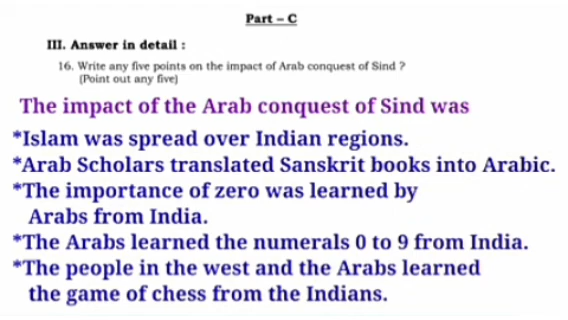 Part – C
III. Answer in detail :
16. Write any five points on the impact of Arab conquest of Sind ?
(Point out any five)
The impact of the Arab conquest of Sind was
*Islam was spread over Indian regions.
*Arab Scholars translated Sanskrit books into Arabic.
*The importance of zero was learned by
Arabs from India.
*The Arabs learned the numerals 0 to 9 from India.
*The people in the west and the Arabs learned
the game of chess from the Indians.